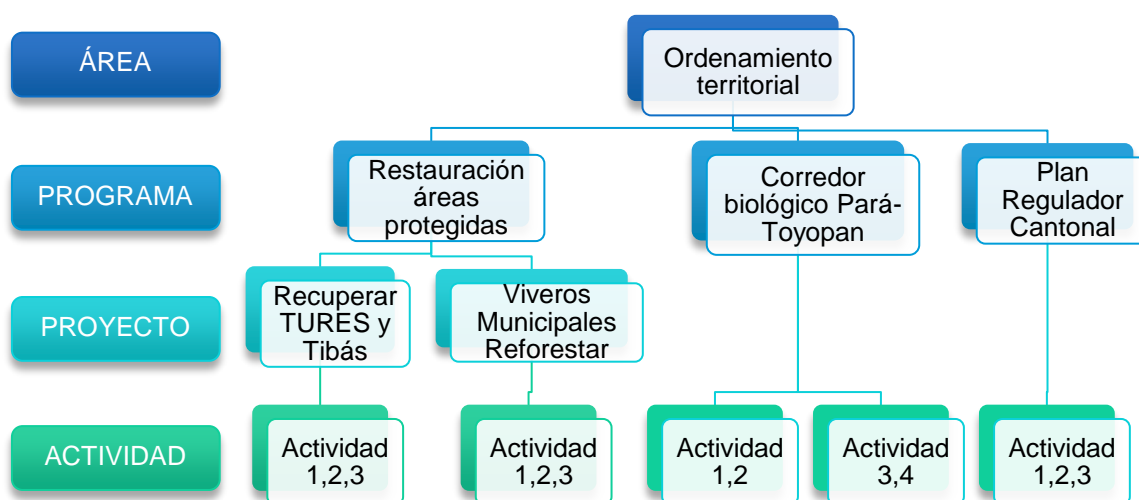 ÁREA
Ordenamiento
territorial
PROGRAMA
Restauración
áreas
protegidas
Corredor
biológico Pará-
Toyopan
Plan
Regulador
Cantonal
PROYECTO
Recuperar
TURES y
Tibás
Viveros
Municipales
Reforestar
ACTIVIDAD
Actividad
1,2,3
Actividad
1,2,3
Actividad
1,2
Actividad
3,4
Actividad
1,2,3